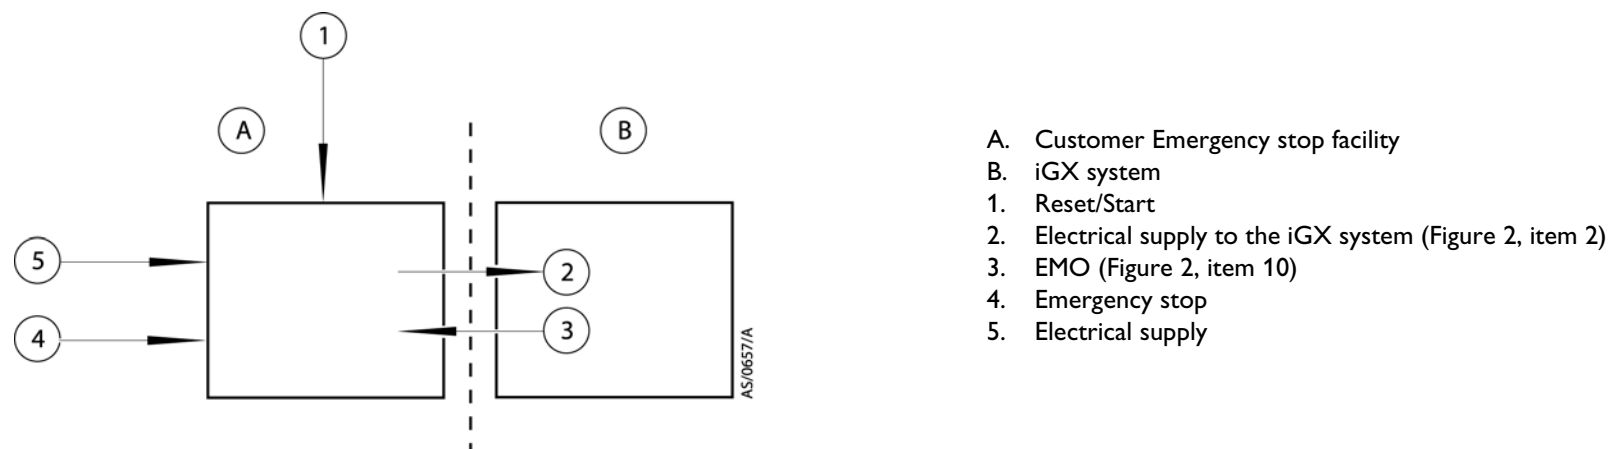 1
A
B
5
2
4
3
AS/0657/A
A. Customer Emergency stop facility
B. iGX system
1. Reset/Start
2. Electrical supply to the iGX system (Figure 2, item 2)
3. EMO (Figure 2, item 10)
4. Emergency stop
5. Electrical supply